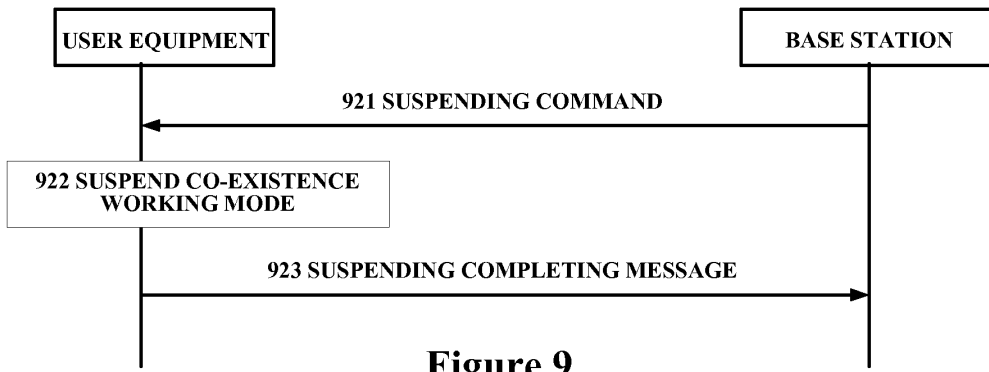 USER EQUIPMENT
BASE STATION
921 SUSPENDING COMMAND
922 SUSPEND CO-EXISTENCE
WORKING MODE
923 SUSPENDING COMPLETING MESSAGE
Figure 9